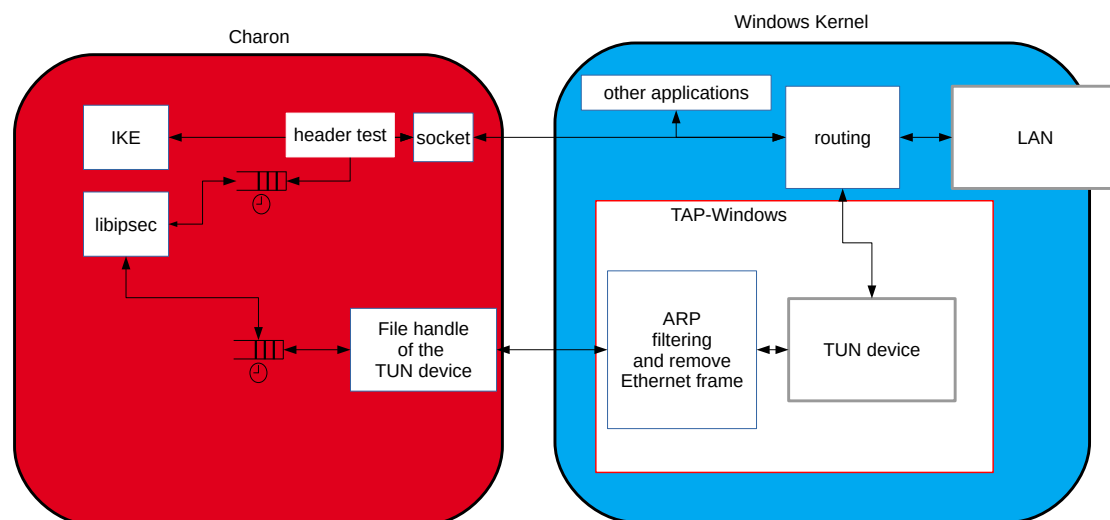 Charon
Windows Kernel
other applications
IKE
header test
socket
routing
LAN
libipsec
TAP-Windows
File handle
of the
TUN device
ARP
filtering
and remove
Ethernet frame
TUN device